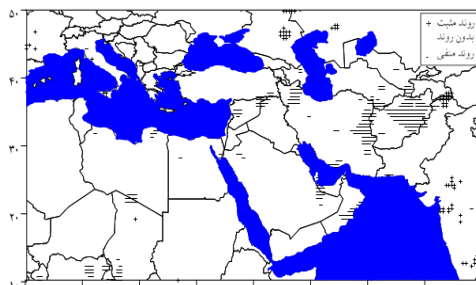 ۵۰
روند مثبت +
بدون روند
روند منفی -
۴۰
۳۰
۲۰